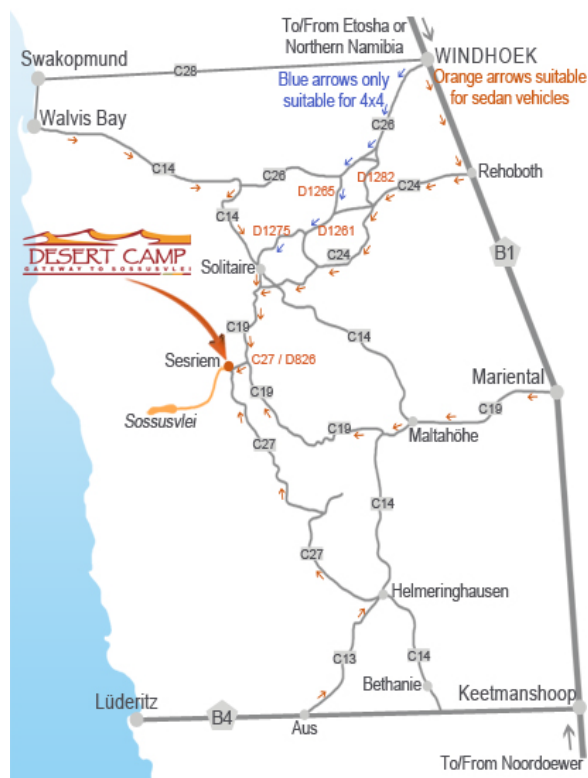 To/From Etosha or
Northern Namibia
WINDHOEK
Swakopmund
C28
Blue arrows only
suitable for 4x4
Orange arrows suitable
for sedan vehicles
Walvis Bay
C26
C14
C26
D1265
D1282
C24
Rehoboth
C14
D1275
D1261
C24
DESERT CAMP
GATEWAY TO SOSSUSVLEI
Solitaire
B1
C19
C14
Sesriem
C27 / D826
C19
Mariental
C19
Sossusvlei
C27
C19
Maltahöhe
C14
C27
Helmeringhausen
C13
C14
Bethanie
Keetmanshoop
Lüderitz
B4
Aus
To/From Noordoewer